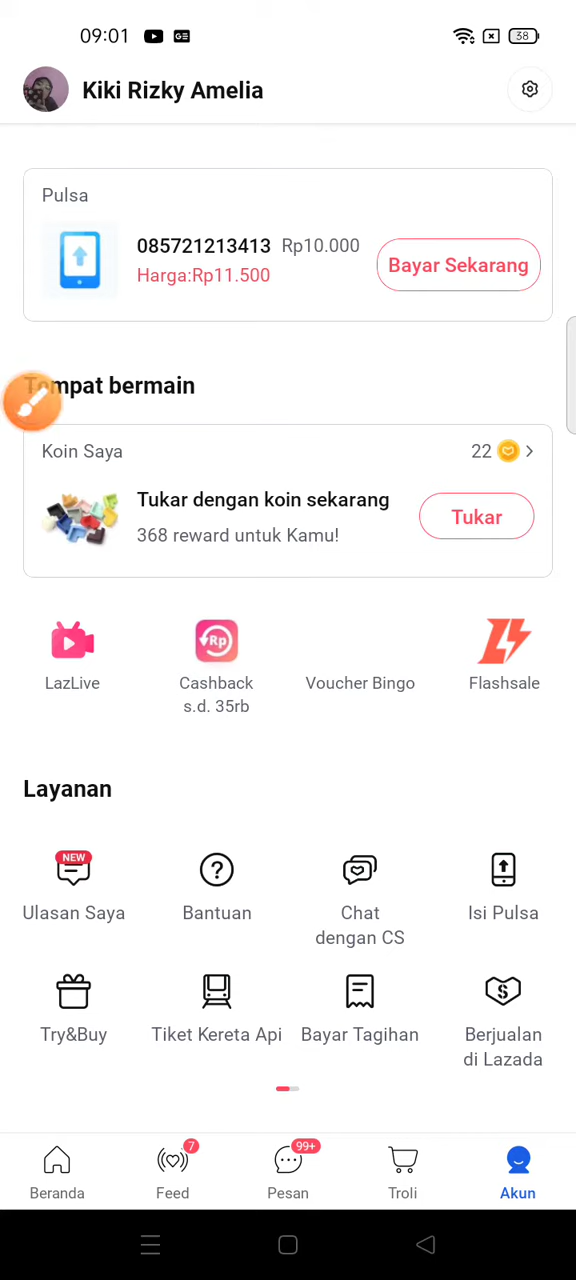 09:01
38
Kiki Rizky Amelia
Pulsa
085721213413 Rp10.000
Harga:Rp11.500
Bayar Sekarang
Tempat bermain
Koin Saya
22
Tukar dengan koin sekarang
368 reward untuk Kamu!
Tukar
Rp
LazLive
Cashback
s.d. 35rb
Voucher Bingo
Flashsale
Layanan
NEW
Ulasan Saya
Bantuan
Chat
dengan CS
Isi Pulsa
Try&Buy
Tiket Kereta Api
Bayar Tagihan
Berjualan
di Lazada
7
99+
Beranda
Feed
Pesan
Troli
Akun